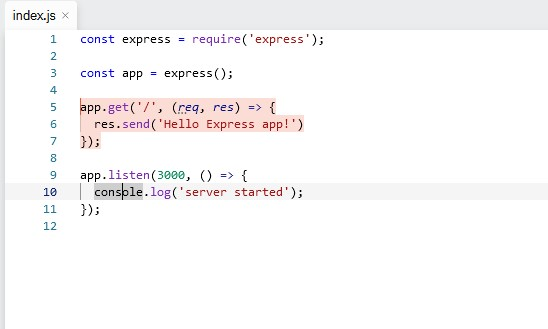 index.js ×
1 const express = require('express');
2
3 const app = express();
4
5 app.get('/', (req, res) => {
6   res.send('Hello Express app!')
7 });
8
9 app.listen(3000, () => {
10   console.log('server started');
11 });
12